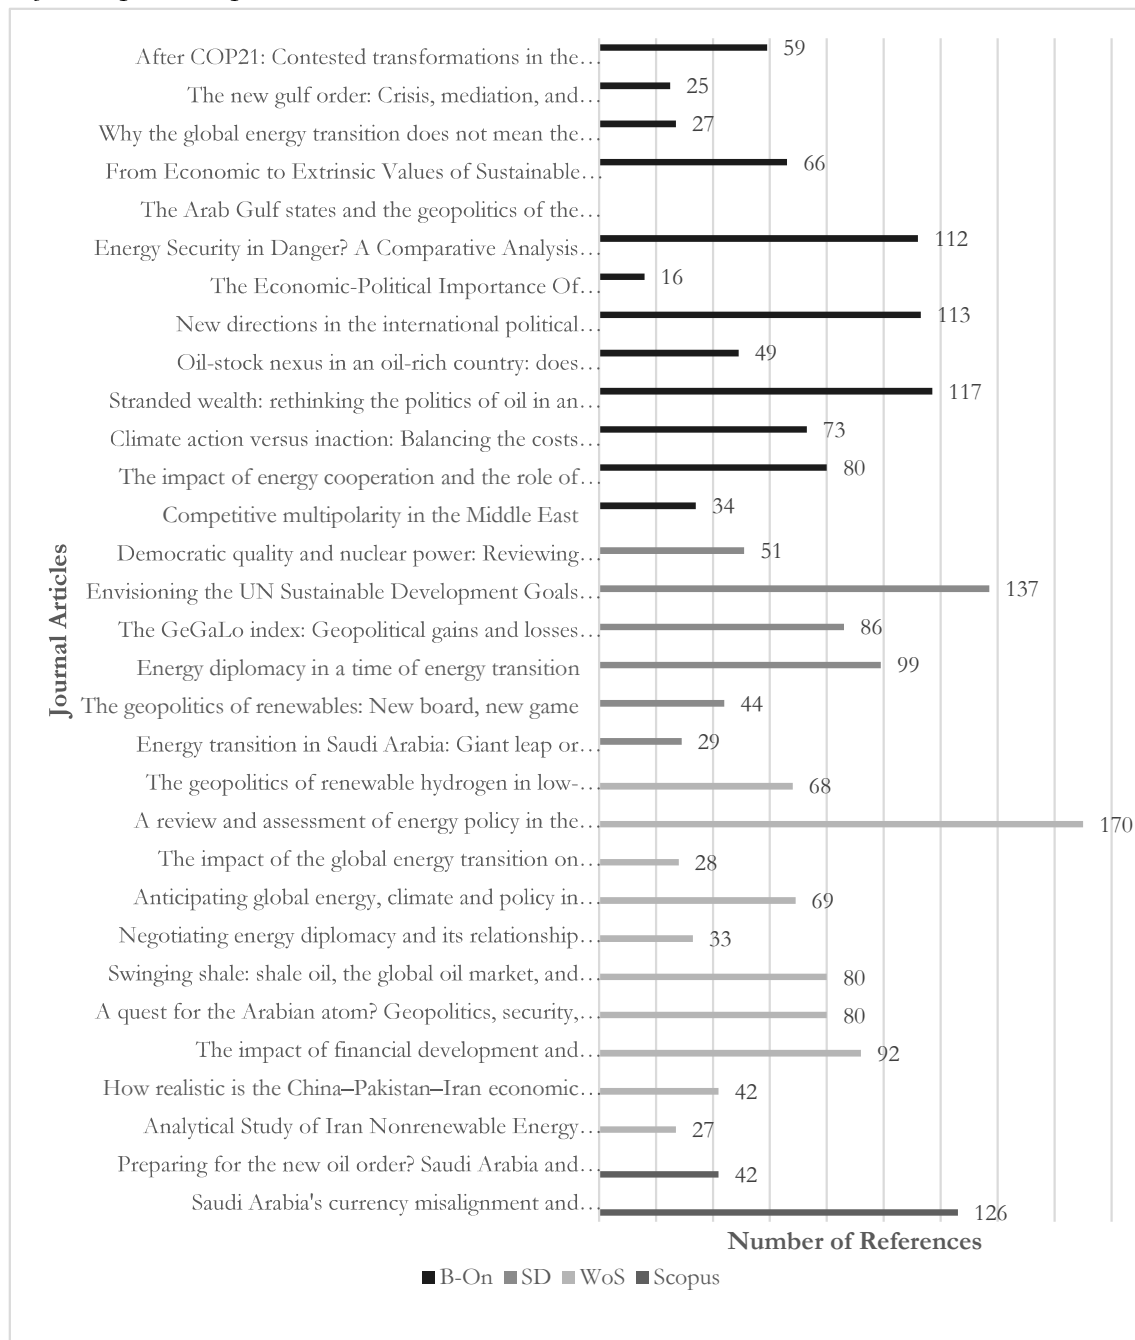 After COP21: Contested transformations in the… 59
The new gulf order: Crisis, mediation, and… 25
Why the global energy transition does not mean the… 27
From Economic to Extrinsic Values of Sustainable… 66
The Arab Gulf states and the geopolitics of the…
Energy Security in Danger? A Comparative Analysis… 112
The Economic-Political Importance Of… 16
New directions in the international political… 113
Oil-stock nexus in an oil-rich country: does… 49
Stranded wealth: rethinking the politics of oil in an… 117
Climate action versus inaction: Balancing the costs… 73
The impact of energy cooperation and the role of… 80
Competitive multipolarity in the Middle East 34
Democratic quality and nuclear power: Reviewing… 51
Envisioning the UN Sustainable Development Goals… 137
The GeGaLo index: Geopolitical gains and losses… 86
Energy diplomacy in a time of energy transition 99
The geopolitics of renewables: New board, new game 44
Energy transition in Saudi Arabia: Giant leap or… 29
The geopolitics of renewable hydrogen in low-… 68
A review and assessment of energy policy in the… 170
The impact of the global energy transition on… 28
Anticipating global energy, climate and policy in… 69
Negotiating energy diplomacy and its relationship… 33
Swinging shale: shale oil, the global oil market, and… 80
A quest for the Arabian atom? Geopolitics, security,… 80
The impact of financial development and… 92
How realistic is the China–Pakistan–Iran economic… 42
Analytical Study of Iran Nonrenewable Energy… 27
Preparing for the new oil order? Saudi Arabia and… 42
Saudi Arabia's currency misalignment and… 126
Journal Articles
Number of References
B-On SD WoS Scopus